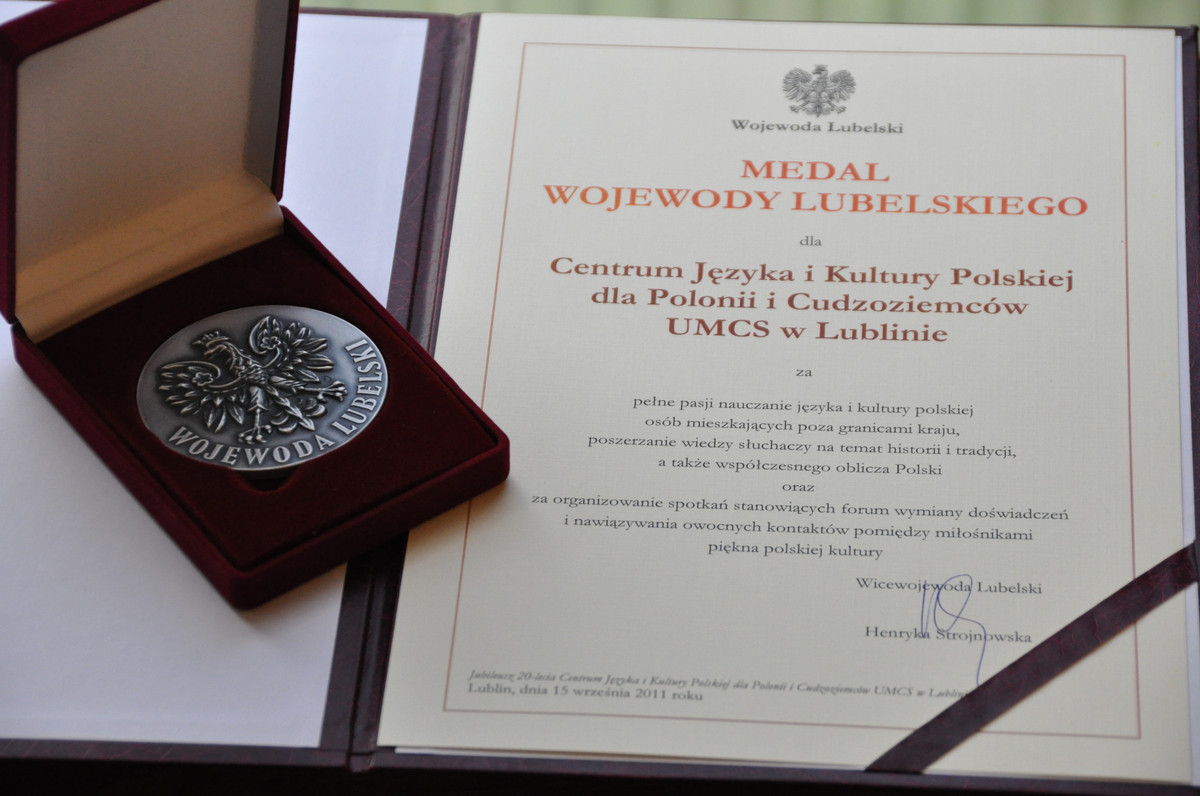 WOJEWODA LUBELSKI
Wojewoda Lubelski
MEDAL
WOJEWODY LUBELSKIEGO
dla
Centrum Języka i Kultury Polskiej
dla Polonii i Cudzoziemców
UMCS w Lublinie
za
pełne pasji nauczanie języka i kultury polskiej
osób mieszkających poza granicami kraju,
poszerzanie wiedzy słuchaczy na temat historii i tradycji,
a także współczesnego oblicza Polski
oraz
za organizowanie spotkań stanowiących forum wymiany doświadczeń
i nawiązywania owocnych kontaktów pomiędzy miłośnikami
piękna polskiej kultury
Wicewojewoda Lubelski
Henryka Strojnowska
Jubileusz 20-lecia Centrum Języka i Kultury Polskiej dla Polonii i Cudzoziemców UMCS w
Lublin, dnia 15 września 2011 roku